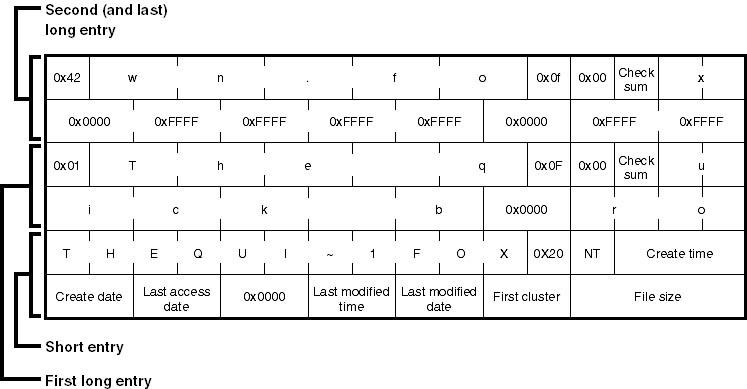 Second (and last)
long entry
0x42 w n . f o 0x0f 0x00 Check sum x
0x0000 0xFFFF 0xFFFF 0xFFFF 0xFFFF 0x0000 0xFFFF 0xFFFF
0x01 T h e q 0x0F 0x00 Check sum u
i c k b 0x0000 r o
T H E Q U I ~ 1 F O X 0X20 NT Create time
Create date Last access date 0x0000 Last modified time Last modified date First cluster File size
Short entry
First long entry